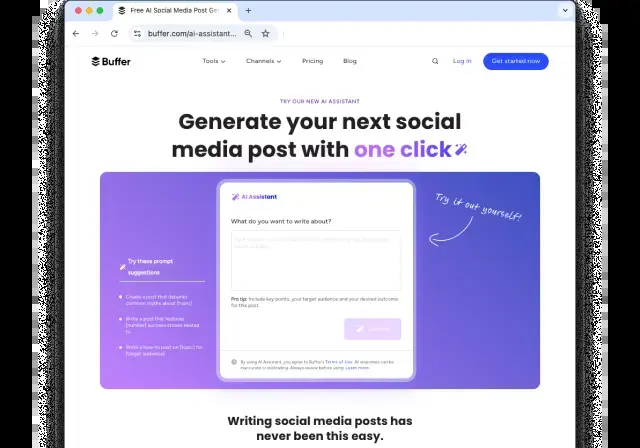 Free AI Social Media Post Ge
buffer.com/ai-assistant...
Buffer
Tools
Channels
Pricing
Blog
Log in
Get started now
TRY OUR NEW AI ASSISTANT
Generate your next social
media post with one click
AI Assistant
What do you want to write about?
Pro tip: Include key points, your target audience and your desired outcome
for this post.
By using AI Assistant, you agree to Buffer's Terms of Use. AI responses can be
inaccurate or misleading. Always review before using. Learn more.
Try it out yourself!
Try these prompt
suggestions
Create a post that debunks
common myths about [topic]
Write a post that features
[number] success stories related
to
Write a how-to post on [topic] for
[target audience]
Writing social media posts has
never been this easy.